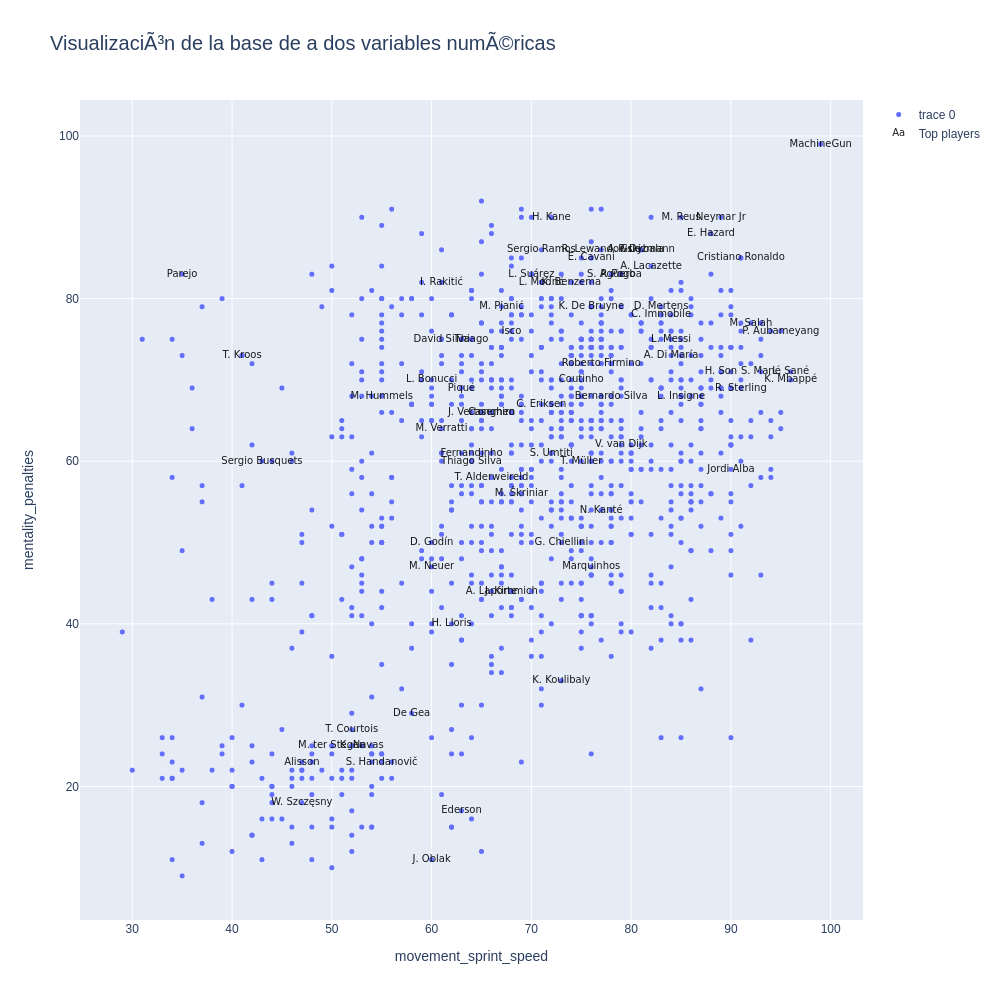 VisualizaciÃ³n de la base de a dos variables numÃ©ricas
trace 0
Aa Top players
100
80
60
40
20
mentality_penalties
MachineGun
H. Kane
Neymar Jr
E. Hazard
Sergio Ramos
E. Cavani
Cristiano Ronaldo
A. Lacazette
Parejo
L. Suárez
I. Rakitić
M. Pjanić
K. De Bruyne
D. Mertens
C. Immobile
M. Salah
P. Aubameyang
Isco
David Silva
Thiago
L. Messi
T. Kroos
A. Di María
Roberto Firmino
H. Son
K. Mbappé
L. Bonucci
Coutinho
Piqué
R. Sterling
M. Hummels
Bernardo Silva
L. Insigne
C. Eriksen
M. Verratti
V. van Dijk
Fernandinho
S. Umtiti
Sergio Busquets
Thiago Silva
T. Müller
Jordi Alba
T. Alderweireld
M. Škriniar
N. Kanté
D. Godín
G. Chiellini
M. Neuer
Marquinhos
H. Lloris
K. Koulibaly
De Gea
T. Courtois
Alisson
S. Handanovič
W. Szczęsny
Ederson
J. Oblak
30 40 50 60 70 80 90 100
movement_sprint_speed